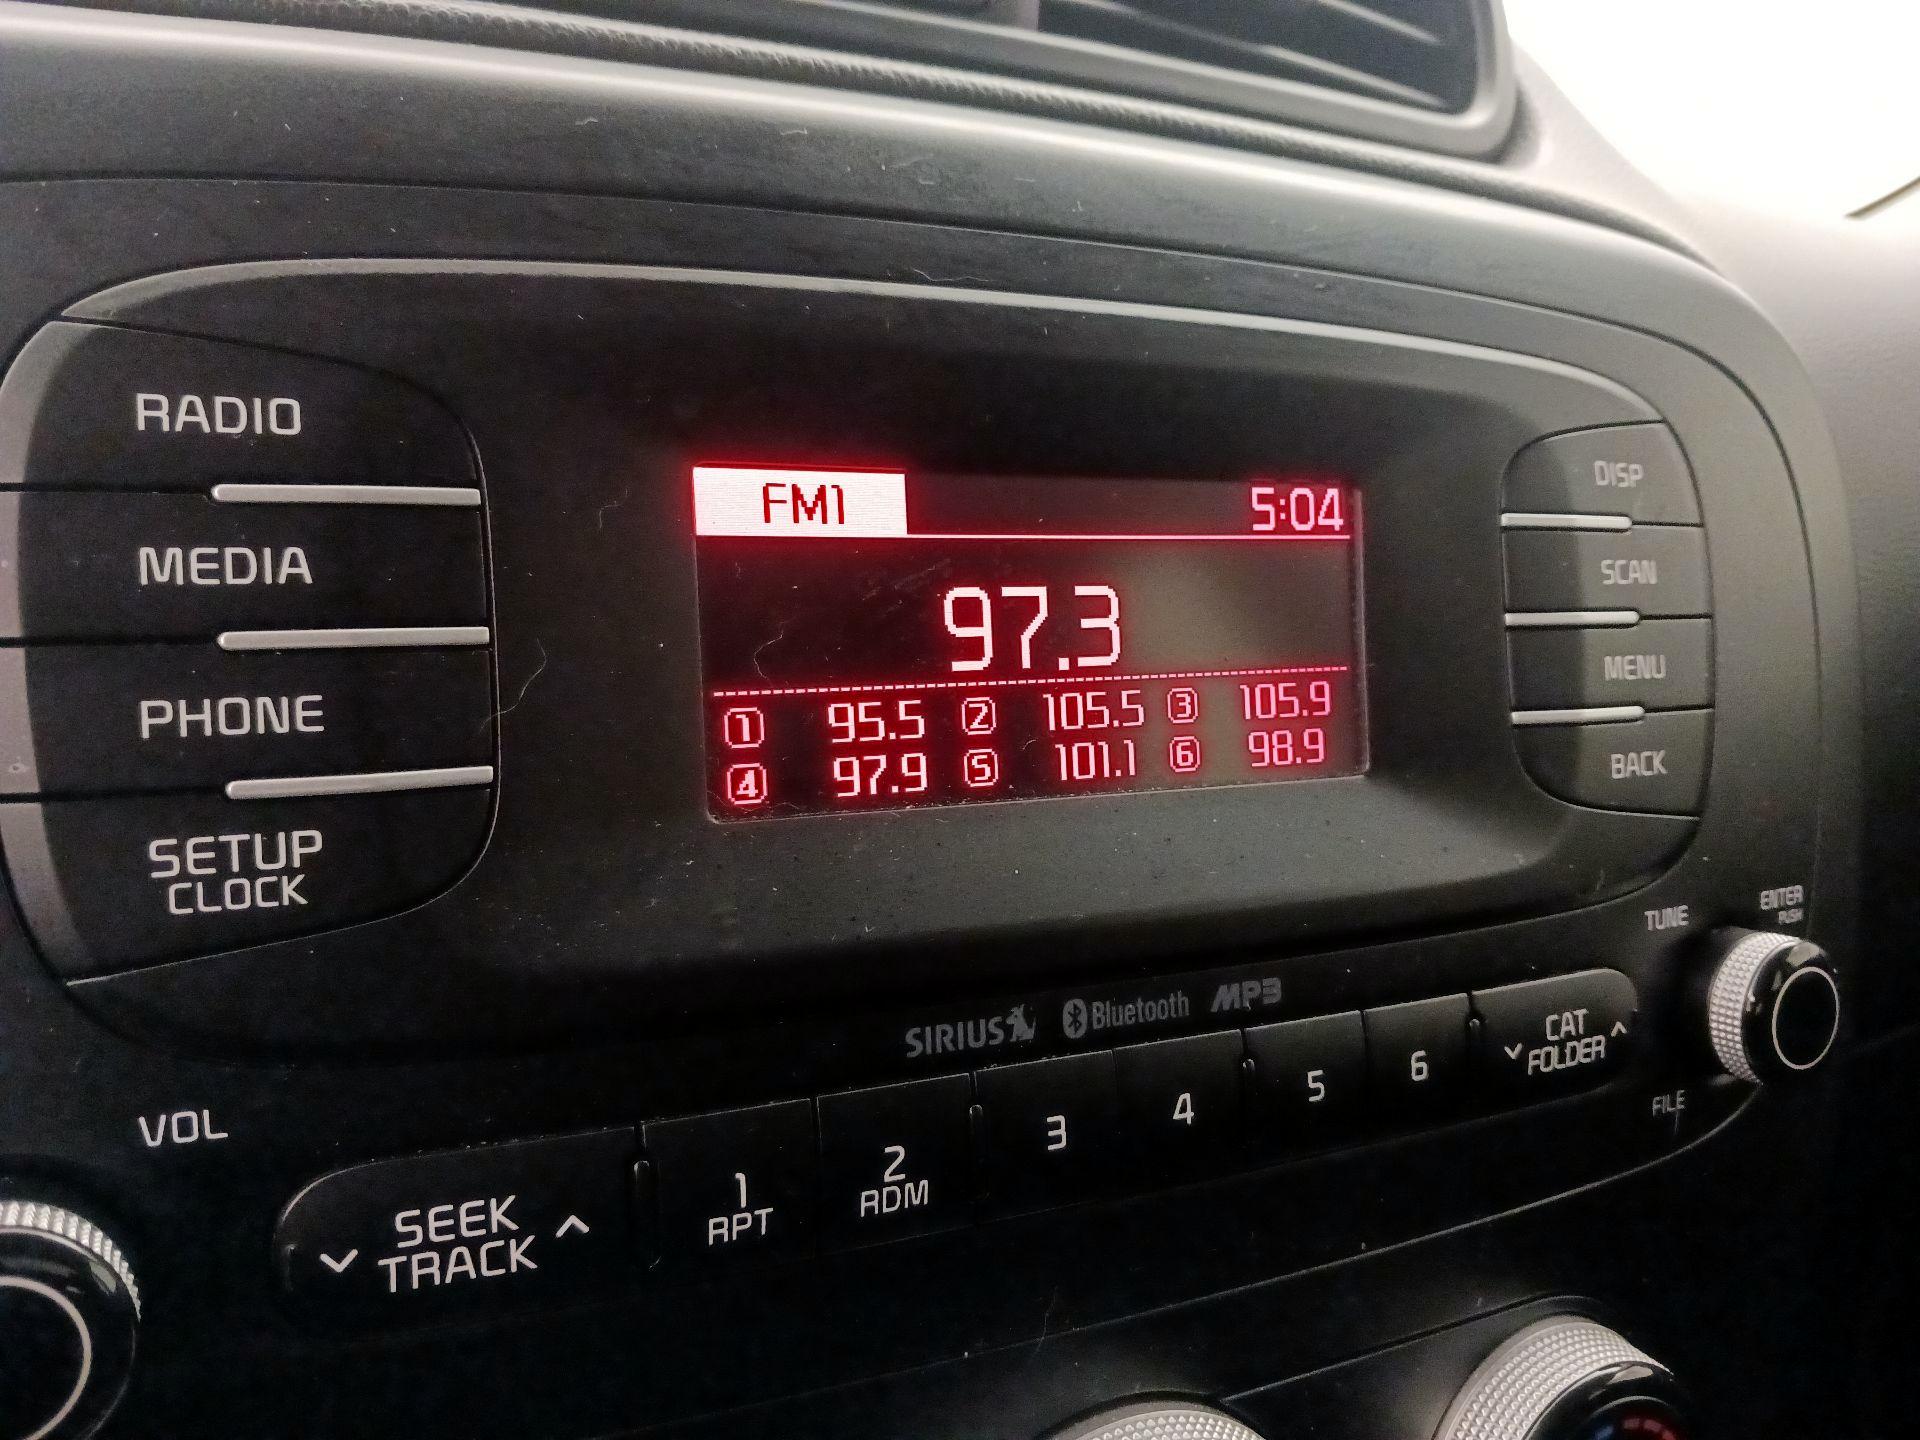 RADIO
MEDIA
PHONE
SETUP
CLOCK
FM1 5:04
97.3
1 95.5 2 105.5 3 105.9
4 97.9 5 101.1 6 98.9
DISP
SCAN
MENU
BACK
TUNE
ENTER
PUSH
SIRIUS Bluetooth MP3
VOL
SEEK
TRACK
1
RPT
2
RDM
3
4
5
6
CAT
FOLDER
FILE